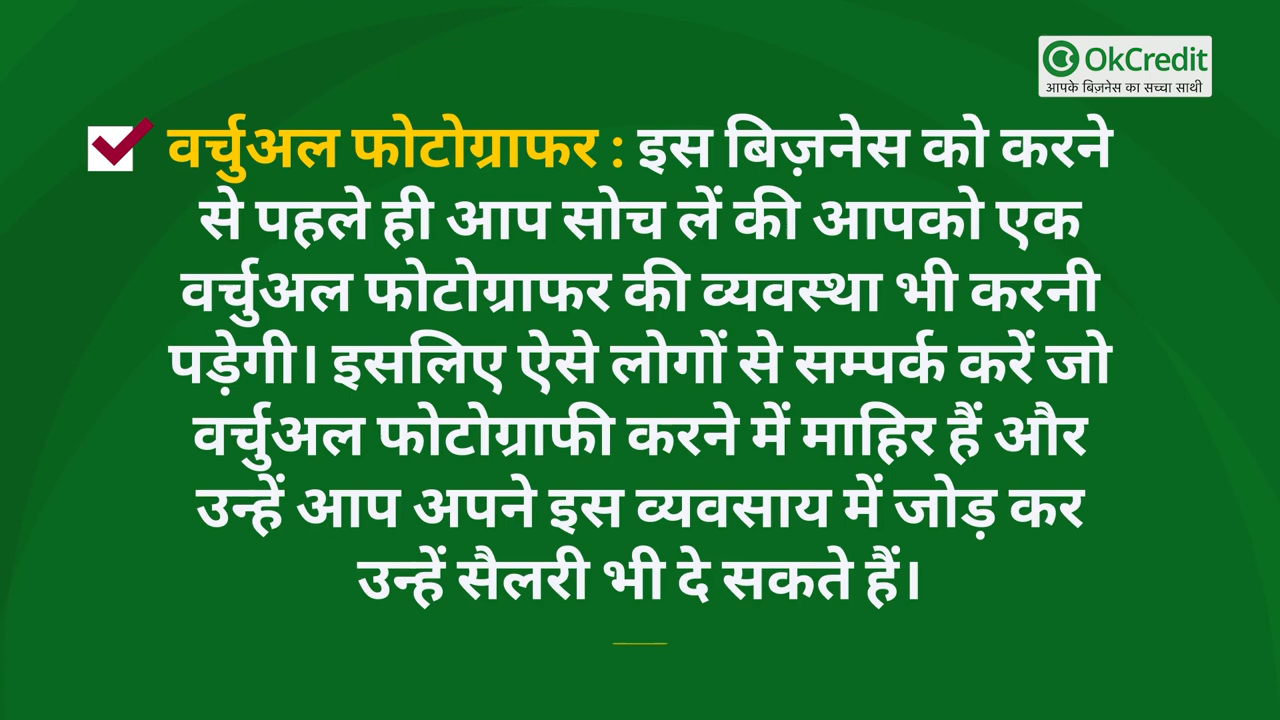 OkCredit
आपके बिज़नेस का सच्चा साथी
वर्चुअल फोटोग्राफर : इस बिज़नेस को करने
से पहले ही आप सोच लें की आपको एक
वर्चुअल फोटोग्राफर की व्यवस्था भी करनी
पड़ेगी। इसलिए ऐसे लोगों से सम्पर्क करें जो
वर्चुअल फोटोग्राफी करने में माहिर हैं और
उन्हें आप अपने इस व्यवसाय में जोड़ कर
उन्हें सैलरी भी दे सकते हैं।